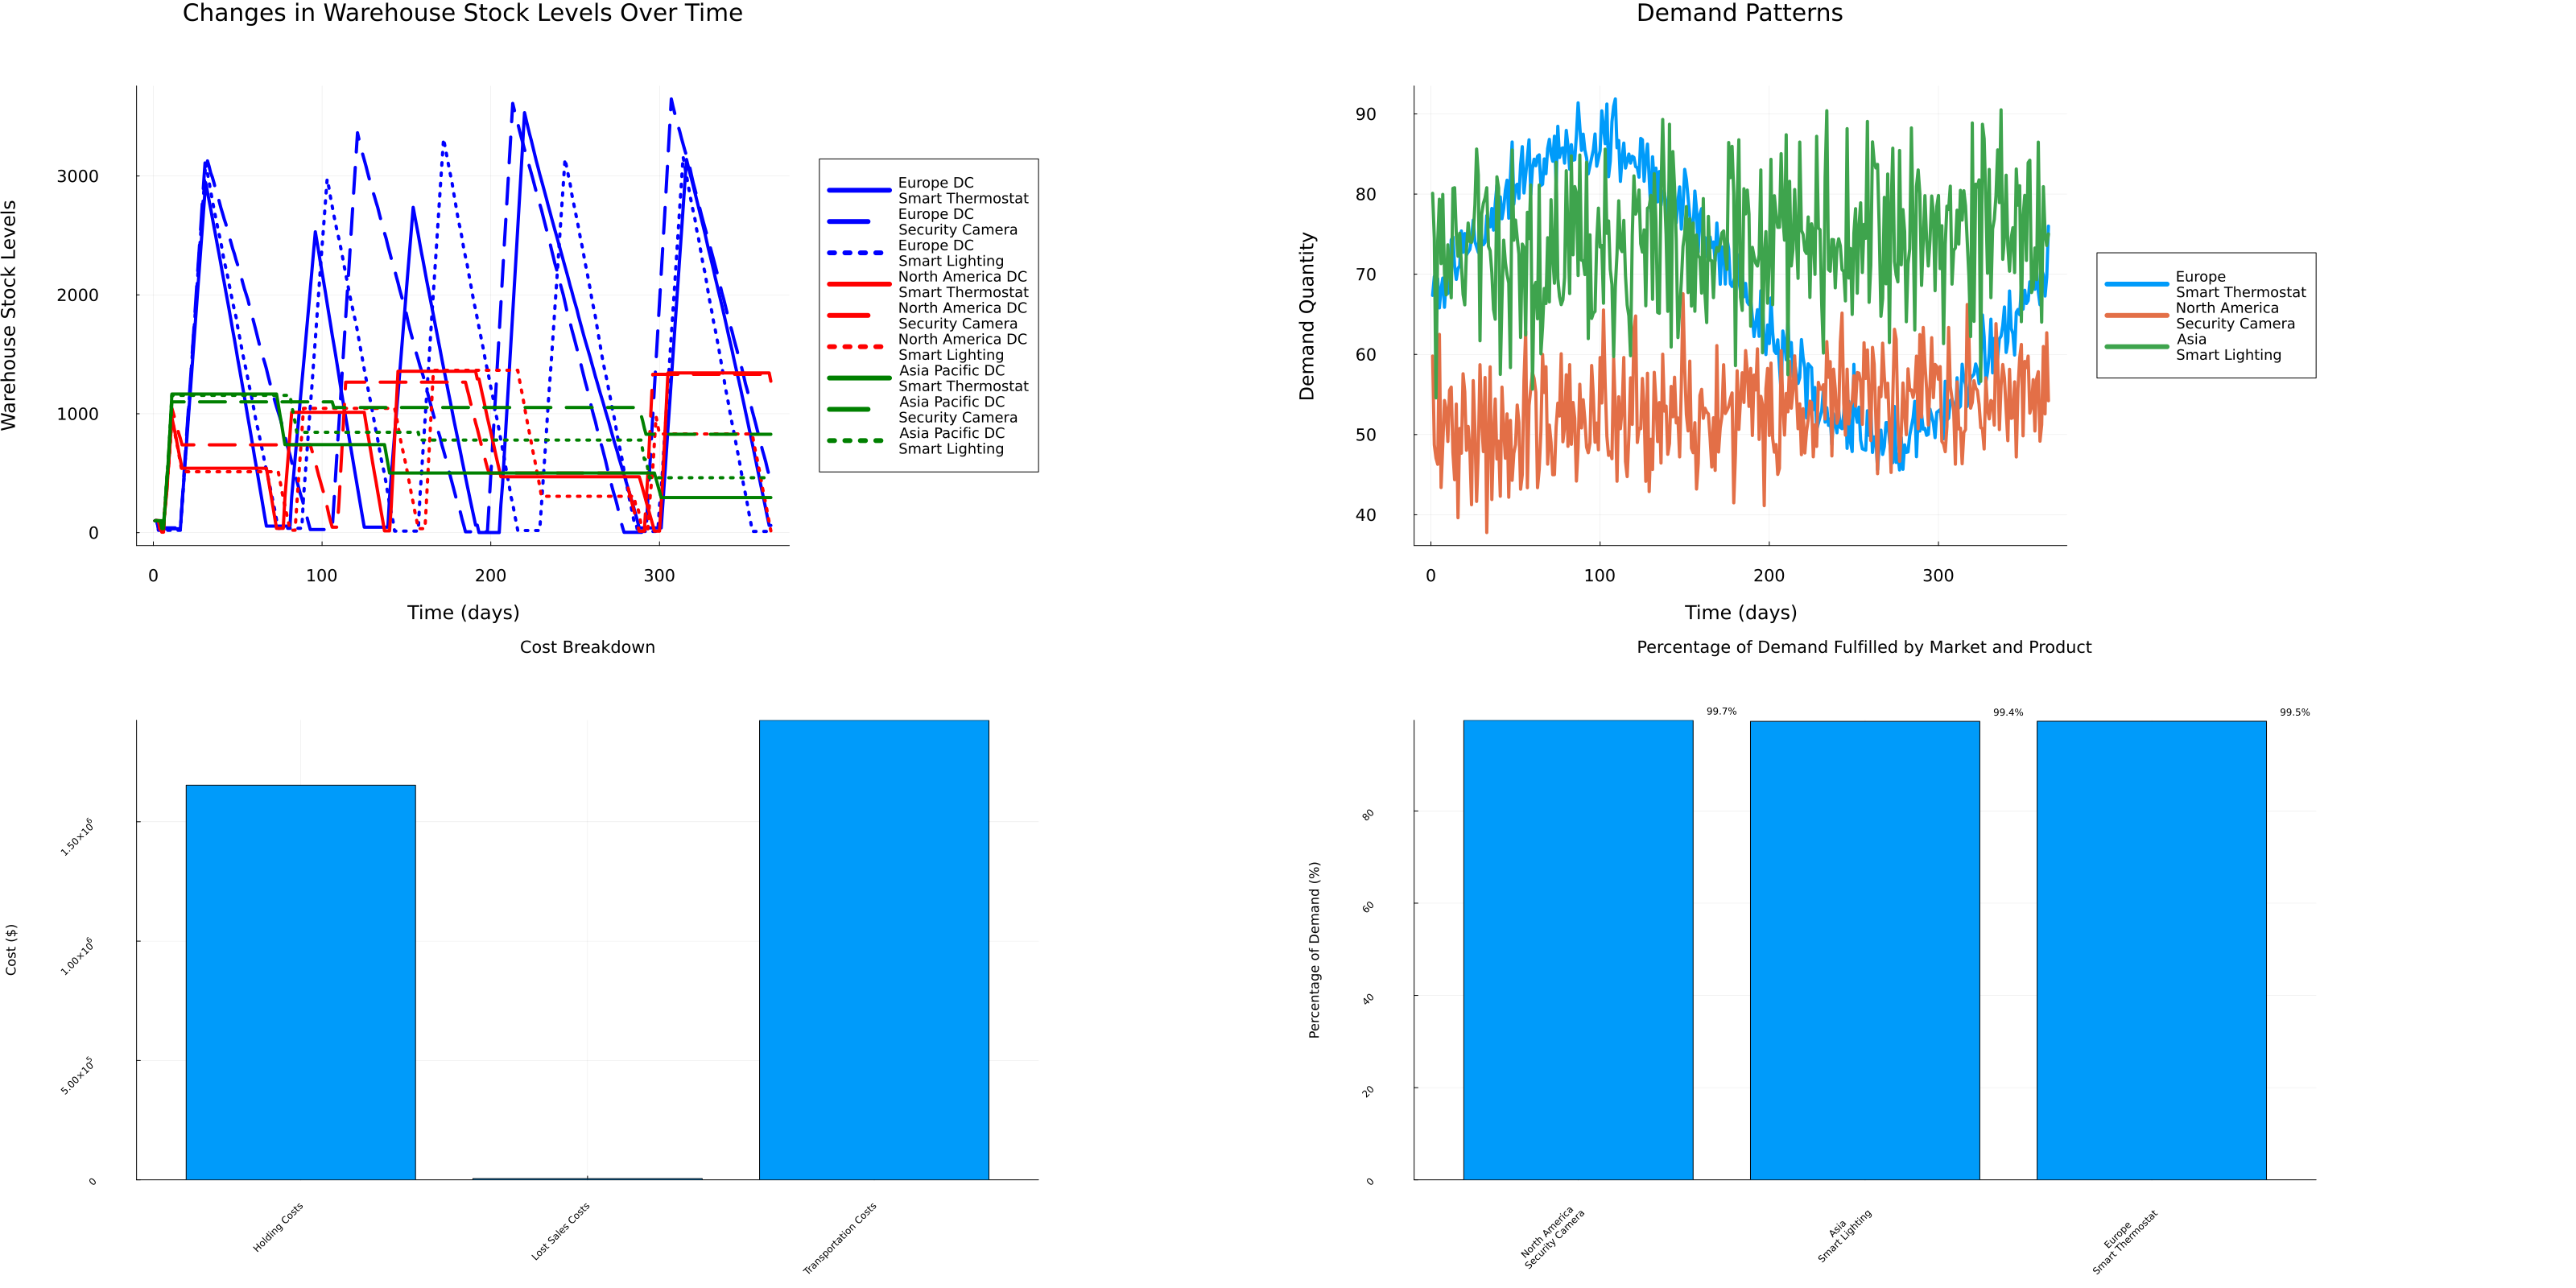 Changes in Warehouse Stock Levels Over Time
Warehouse Stock Levels
3000
2000
1000
0
0
100
200
300
Time (days)
Europe DC
Smart Thermostat
Europe DC
Security Camera
Europe DC
Smart Lighting
North America DC
Smart Thermostat
North America DC
Security Camera
North America DC
Smart Lighting
Asia Pacific DC
Smart Thermostat
Asia Pacific DC
Security Camera
Asia Pacific DC
Smart Lighting
Demand Patterns
Demand Quantity
90
80
70
60
50
40
0
100
200
300
Time (days)
Europe
Smart Thermostat
North America
Security Camera
Asia
Smart Lighting
Cost Breakdown
Cost ($)
1.50×10⁶
1.00×10⁶
5.00×10⁵
0
Holding Costs
Lost Sales Costs
Transportation Costs
Percentage of Demand Fulfilled by Market and Product
Percentage of Demand (%)
80
60
40
20
0
99.7%
99.4%
99.5%
North America
Security Camera
Asia
Smart Lighting
Europe
Smart Thermostat